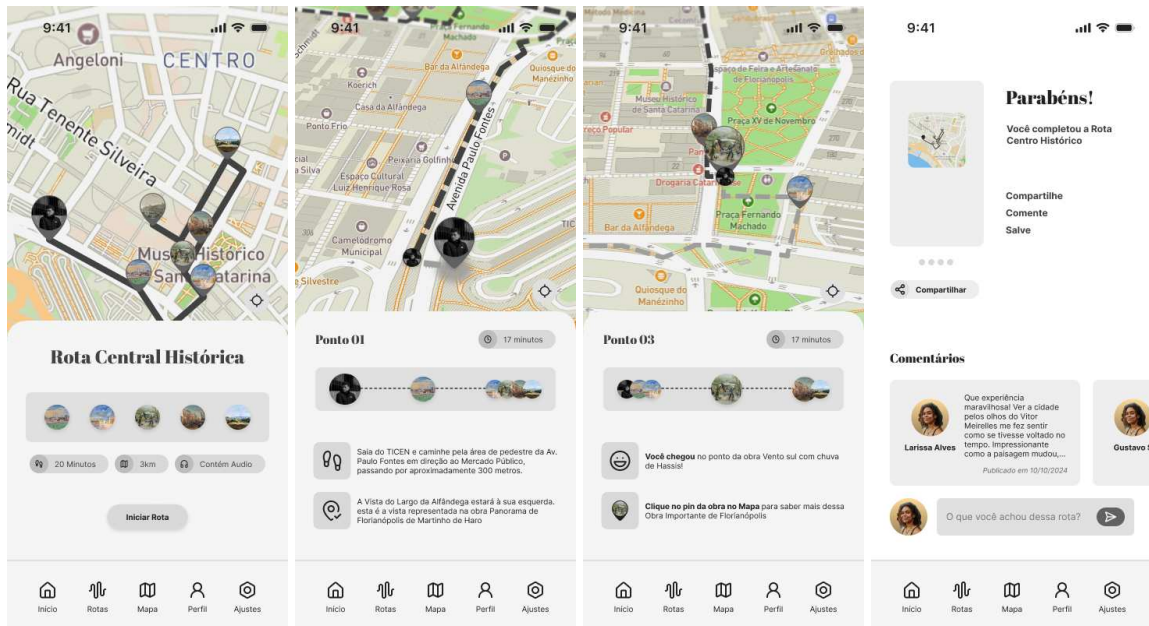 9:41
Angeloni
CENTRO
Rua Tenente Silveira
midt
Museu Histórico
Santa Catarina
Rota Central Histórica
20 Minutos
3km
Contém Audio
Iniciar Rota
Início
Rotas
Mapa
Perfil
Ajustes
9:41
Praça Fernando
Machado
Bar da Alfândega
Quiosque do
Manezinho
Koerich
Casa da Alfândega
Ponto Frio
Peixaria Golfinho
Espaço Cultural
Luiz Henrique Rosa
Avenida Paulo Fontes
Camelódromo
Municipal
TIC
Silvestre
Ponto 01
17 minutos
Saia do TICEN e caminhe pela área de pedestre da Av.
Paulo Fontes em direção ao Mercado Público,
passando por aproximadamente 300 metros.
A Vista do Largo da Alfândega estará à sua esquerda.
esta é a vista representada na obra Panorama de
Florianópolis de Martinho de Haro
Início
Rotas
Mapa
Perfil
Ajustes
9:41
Espaço de Feira e Artesanato
de Florianópolis
Museu Histórico
de Santa Catarina
Praça XV de Novembro
Drogaria Catarinense
Praça Fernando
Machado
Bar da Alfândega
Quiosque do
Manézinho
Ponto 03
17 minutos
Você chegou no ponto da obra Vento sul com chuva
de Hassis!
Clique no pin da obra no Mapa para saber mais dessa
Obra Importante de Florianópolis
Início
Rotas
Mapa
Perfil
Ajustes
9:41
Parabéns!
Você completou a Rota
Centro Histórico
Compartilhe
Comente
Salve
Compartilhar
Comentários
Que experiência
maravilhosa! Ver a cidade
pelos olhos do Vitor
Meirelles me fez sentir
como se tivesse voltado no
tempo. Impressionante
como a paisagem mudou,...
Larissa Alves
Publicado em 10/10/2024
Gustavo S
O que você achou dessa rota?
Início
Rotas
Mapa
Perfil
Ajustes